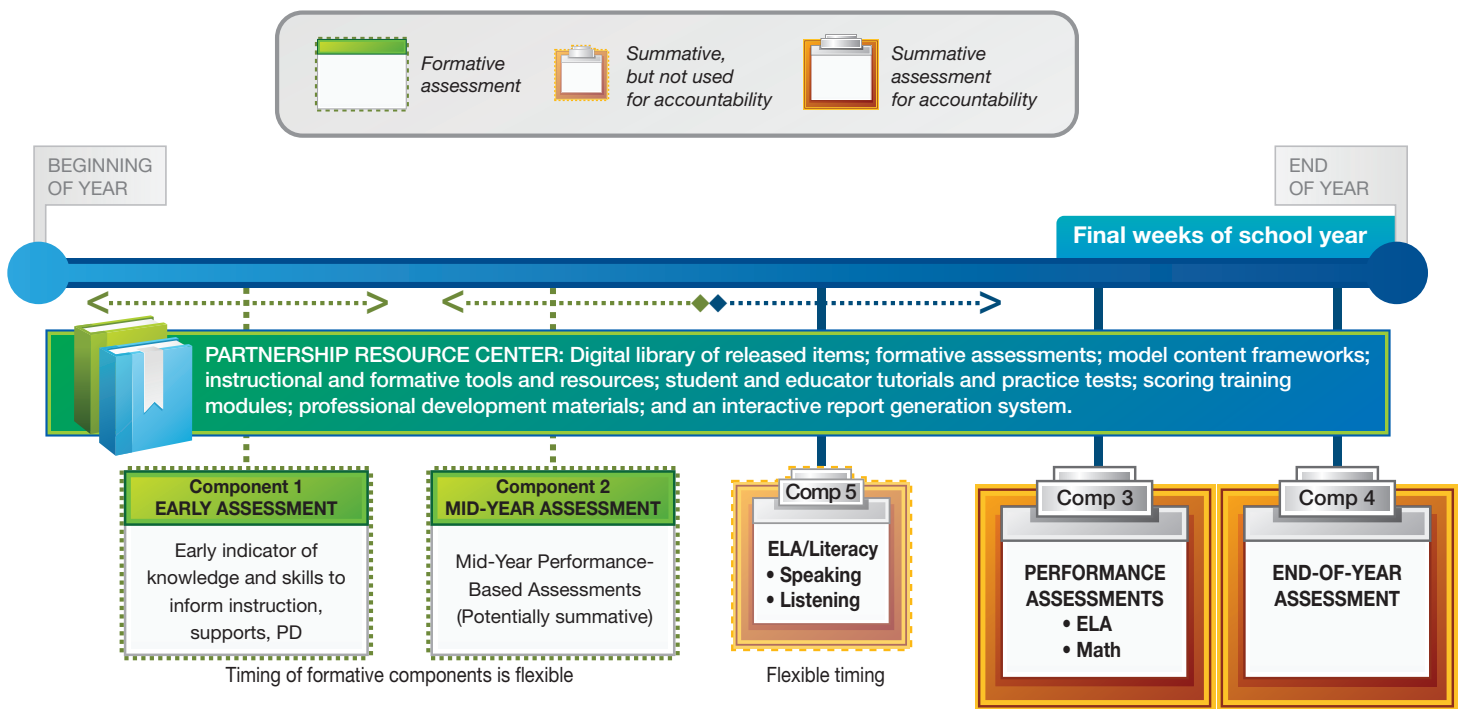 Formative
assessment
Summative,
but not used
for accountability
Summative
assessment
for accountability
BEGINNING
OF YEAR
END
OF YEAR
Final weeks of school year
PARTNERSHIP RESOURCE CENTER: Digital library of released items; formative assessments; model content frameworks;
instructional and formative tools and resources; student and educator tutorials and practice tests; scoring training
modules; professional development materials; and an interactive report generation system.
Component 1
EARLY ASSESSMENT
Early indicator of
knowledge and skills to
inform instruction,
supports, PD
Component 2
MID-YEAR ASSESSMENT
Mid-Year Performance-
Based Assessments
(Potentially summative)
Timing of formative components is flexible
Comp 5
ELA/Literacy
• Speaking
• Listening
Flexible timing
Comp 3
PERFORMANCE
ASSESSMENTS
• ELA
• Math
Comp 4
END-OF-YEAR
ASSESSMENT